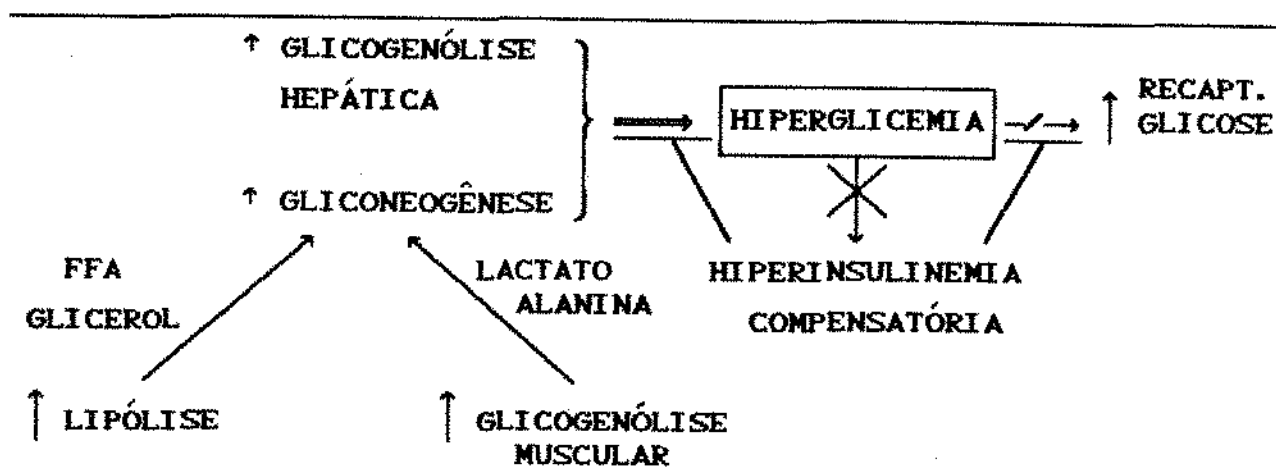 ↑ GLICOGENÓLISE
HEPÁTICA
↑ GLICONEOGÊNESE
HIPERGLICEMIA
↑ RECAPT.
GLICOSE
FFA
GLICEROL
LACTATO
ALANINA
HIPERINSULINEMIA
COMPENSATÓRIA
↑ LIPÓLISE
↑ GLICOGENÓLISE
MUSCULAR